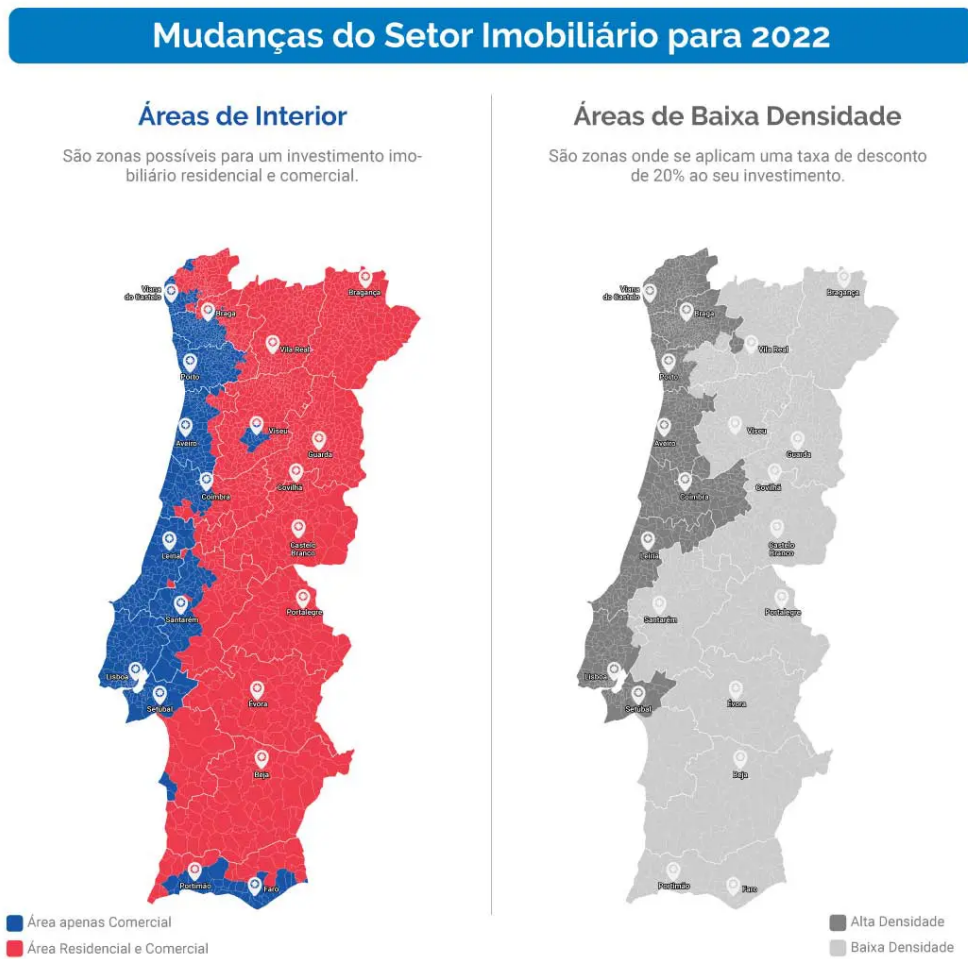 Mudanças do Setor Imobiliário para 2022
Áreas de Interior
São zonas possíveis para um investimento imo-
biliário residencial e comercial.
Viana
do Castelo
Bragança
Braga
Vila Real
Porto
Aveiro
Viseu
Guarda
Covilhã
Coimbra
Castelo
Branco
Leiria
Portalegre
Santarém
Lisboa
Setúbal
Évora
Beja
Portimão
Faro
Área apenas Comercial
Área Residencial e Comercial
Áreas de Baixa Densidade
São zonas onde se aplicam uma taxa de desconto
de 20% ao seu investimento.
Viana
do Castelo
Bragança
Braga
Vila Real
Porto
Aveiro
Viseu
Guarda
Covilhã
Coimbra
Castelo
Branco
Leiria
Portalegre
Santarém
Lisboa
Setúbal
Évora
Beja
Portimão
Faro
Alta Densidade
Baixa Densidade